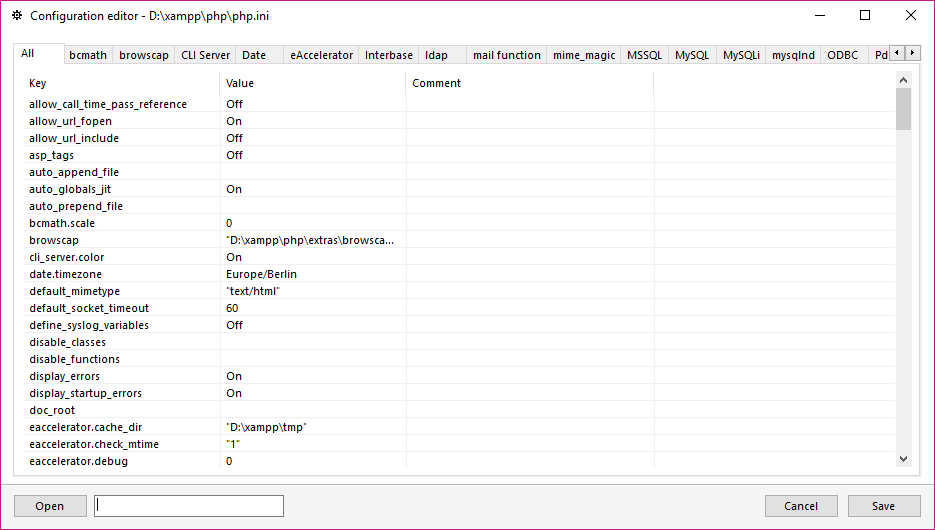 Configuration editor - D:\xampp\php\php.ini
All bcmath browscap CLI Server Date eAccelerator Interbase ldap mail function mime_magic MSSQL MySQL MySQLi mysqlnd ODBC Pd
Key Value Comment
allow_call_time_pass_reference Off
allow_url_fopen On
allow_url_include Off
asp_tags Off
auto_append_file
auto_globals_jit On
auto_prepend_file
bcmath.scale 0
browscap "D:\xampp\php\extras\browsca...
cli_server.color On
date.timezone Europe/Berlin
default_mimetype "text/html"
default_socket_timeout 60
define_syslog_variables Off
disable_classes
disable_functions
display_errors On
display_startup_errors On
doc_root
eaccelerator.cache_dir "D:\xampp\tmp"
eaccelerator.check_mtime "1"
eaccelerator.debug 0
Open Cancel Save